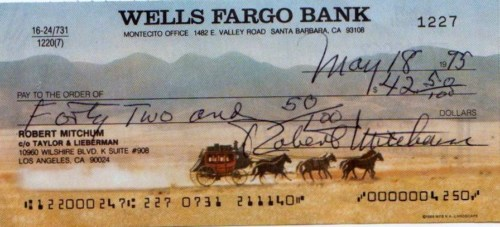 WELLS FARGO BANK
1227
16-24/731
1220(7)
MONTECITO OFFICE 1482 E. VALLEY ROAD SANTA BARBARA, CA 93108
May 18 1995
PAY TO THE ORDER OF
$ 42 50/100
Forty Two and 50/100 DOLLARS
ROBERT MITCHUM
c/o TAYLOR & LIEBERMAN
10960 WILSHIRE BLVD. K SUITE #908
LOS ANGELES, CA 90024
Robert Mitchum
⑆122000247⑆ 227 0731 211140⑈ ⑈0000004250⑈